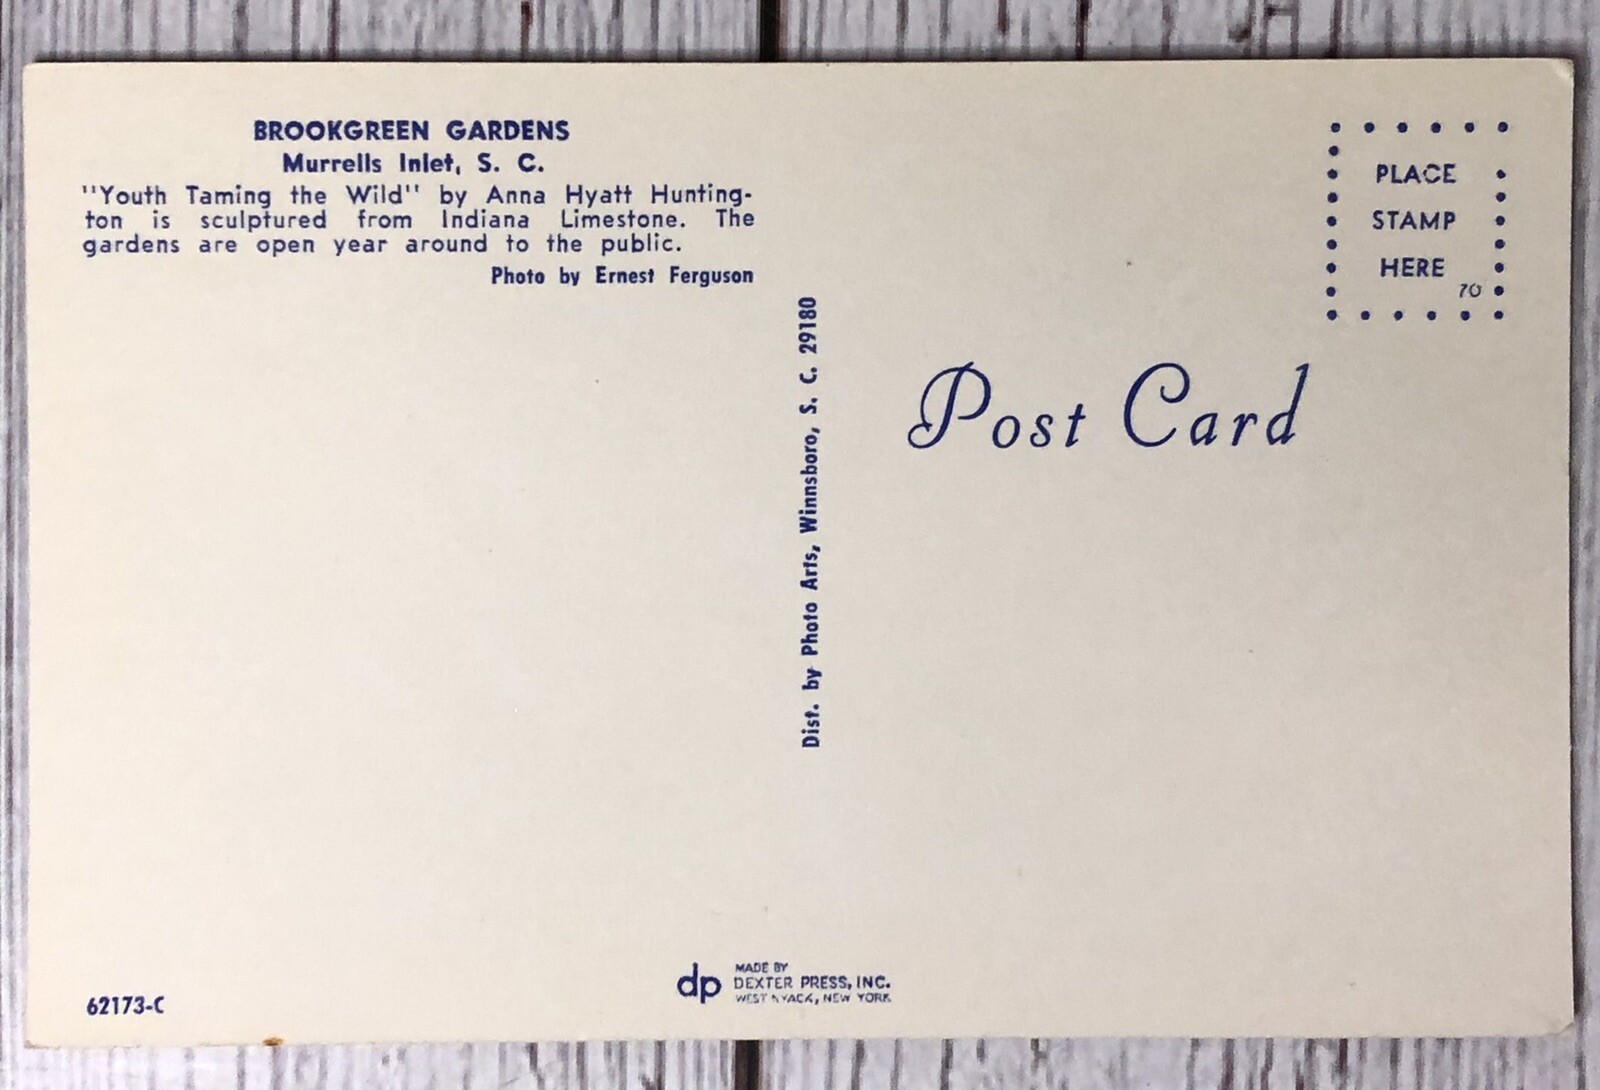 BROOKGREEN GARDENS
Murrells Inlet, S. C.
"Youth Taming the Wild" by Anna Hyatt Hunting-
ton is sculptured from Indiana Limestone. The
gardens are open year around to the public.
Photo by Ernest Ferguson
Dist. by Photo Arts, Winnsboro, S. C. 29180
PLACE
STAMP
HERE
70
Post Card
62173-C
dp
MADE BY
DEXTER PRESS, INC.
WEST NYACK, NEW YORK